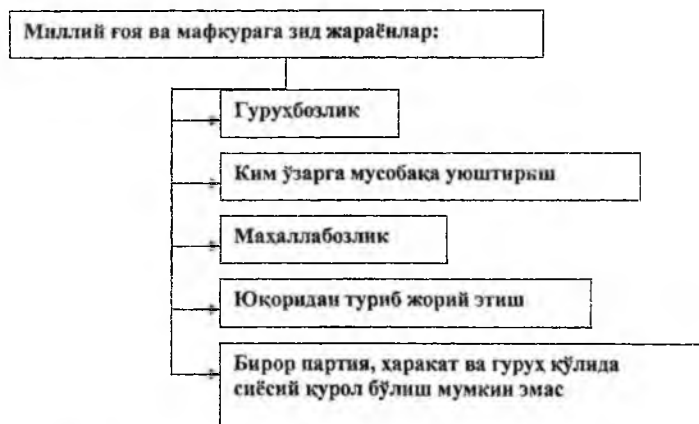 Миллий ғоя ва мафкурага зид жараёнлар:
Гуруҳбозлик
Ким ўзарга мусобақа уюштириш
Маҳаллабозлик
Юқоридан туриб жорий этиш
Бирор партия, ҳаракат ва гуруҳ қўлида
сиёсий қурол бўлиш мумкин эмас